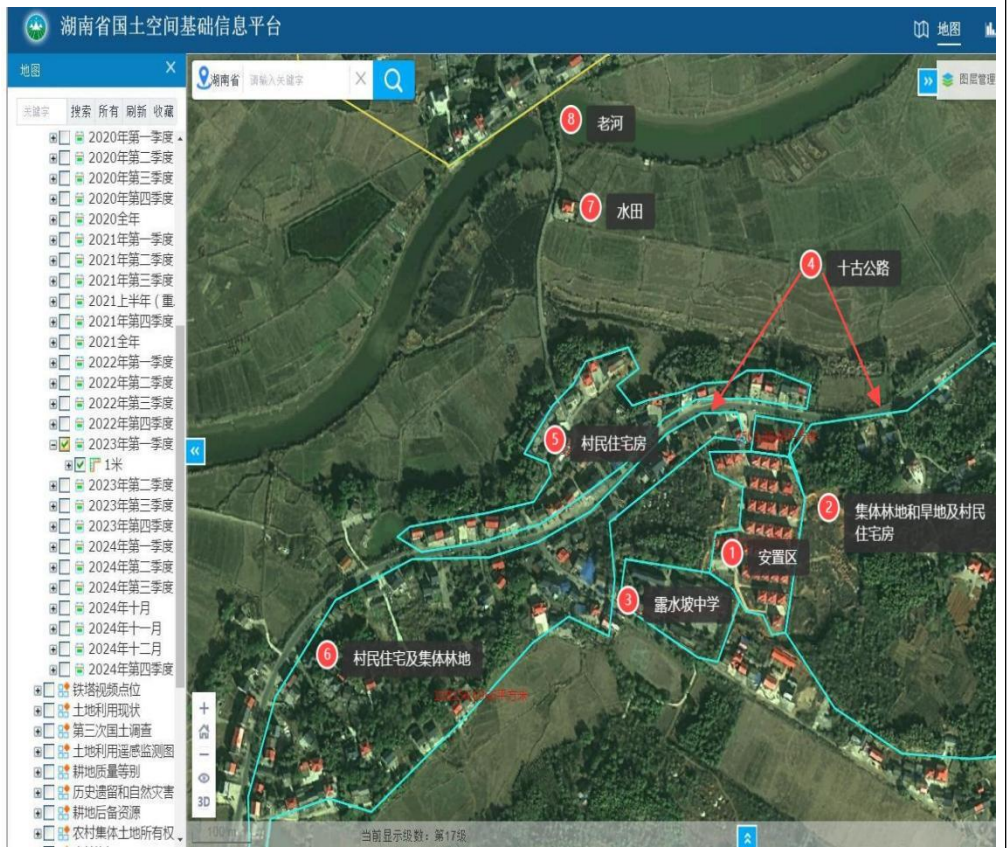 湖南省国土空间基础信息平台
地图
地图
X
湖南省 请输入关键字 X
图层管理
关键字 搜索 所有 刷新 收藏
2020年第一季度
2020年第二季度
2020年第三季度
2020年第四季度
2020全年
2021年第一季度
2021年第二季度
2021年第三季度
2021上半年（重
2021年第四季度
2021全年
2022年第一季度
2022年第二季度
2022年第三季度
2022年第四季度
2023年第一季度
1米
2023年第二季度
2023年第三季度
2023年第四季度
2024年第一季度
2024年第二季度
2024年第三季度
2024年十月
2024年十一月
2024年十二月
2024年第四季度
铁塔视频点位
土地利用现状
第三次国土调查
土地利用遥感监测图
耕地质量等别
历史遗留和自然灾害
耕地后备资源
农村集体土地所有权
8 老河
7 水田
4 十古公路
5 村民住宅房
2 集体林地和旱地及村民
住宅房
1 安置区
3 露水坡中学
6 村民住宅及集体林地
3D
100 m
当前显示级数：第17级